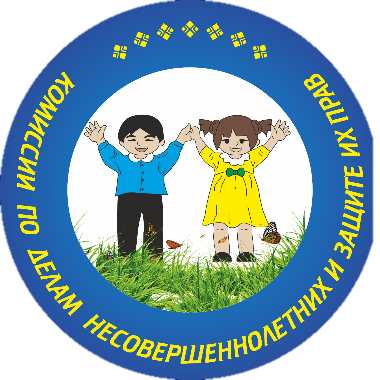 КОМИССИИ ПО ДЕЛАМ НЕСОВЕРШЕННОЛЕТНИХ И ЗАЩИТЕ ИХ ПРАВ